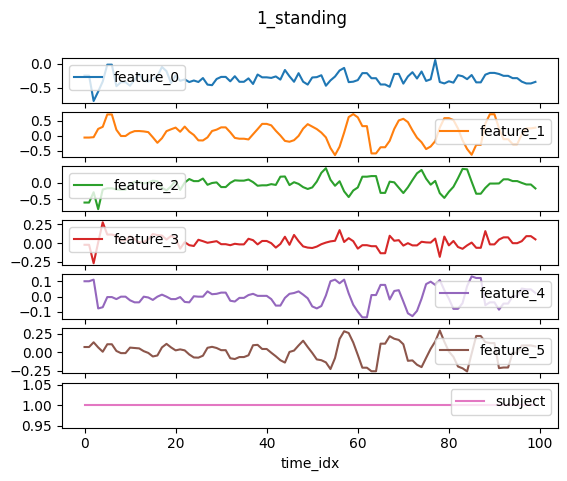 1_standing
0.0
−0.5
feature_0
0.5
0.0
−0.5
feature_1
0.0
−0.5
feature_2
0.25
0.00
−0.25
feature_3
0.1
0.0
−0.1
feature_4
0.25
0.00
−0.25
feature_5
1.05
1.00
0.95
subject
0 20 40 60 80 100
time_idx